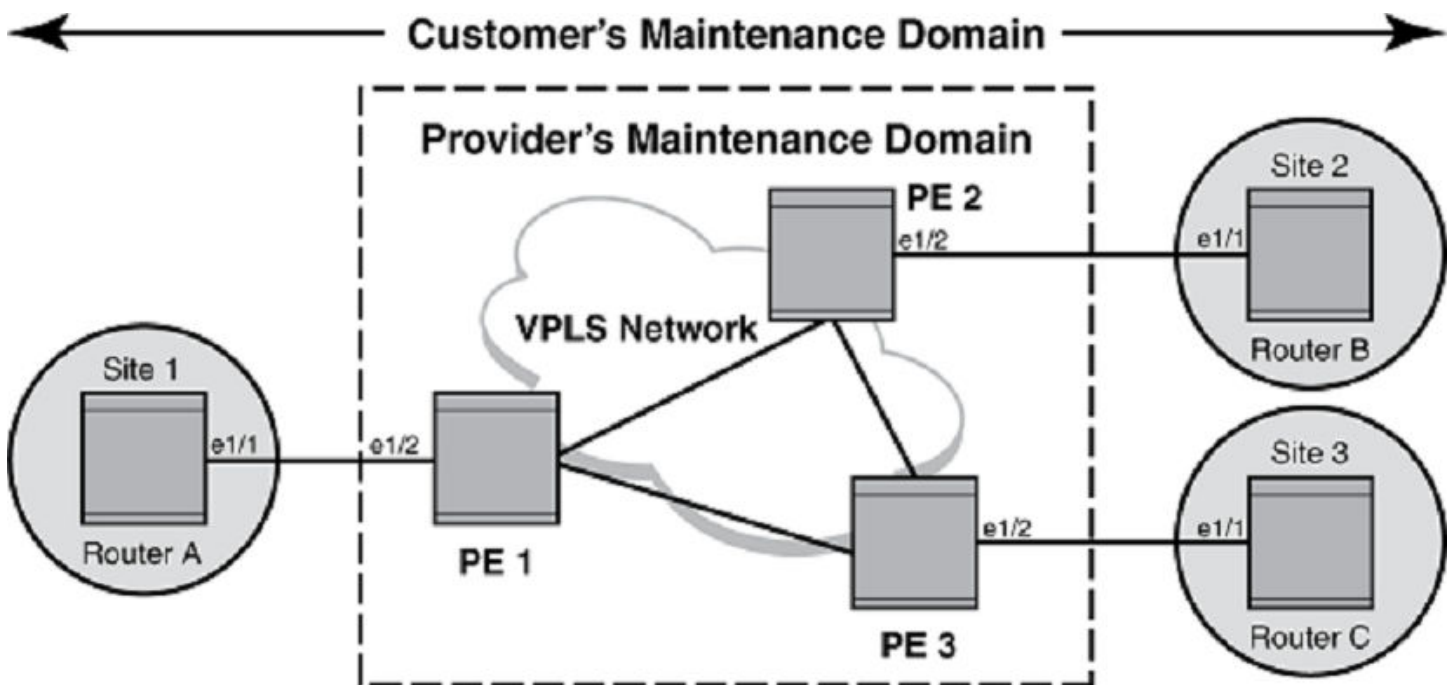 Customer's Maintenance Domain
Provider's Maintenance Domain
PE 2
e1/2
Site 2
e1/1
Router B
VPLS Network
Site 1
e1/1
Router A
e1/2
PE 1
PE 3
e1/2
Site 3
e1/1
Router C